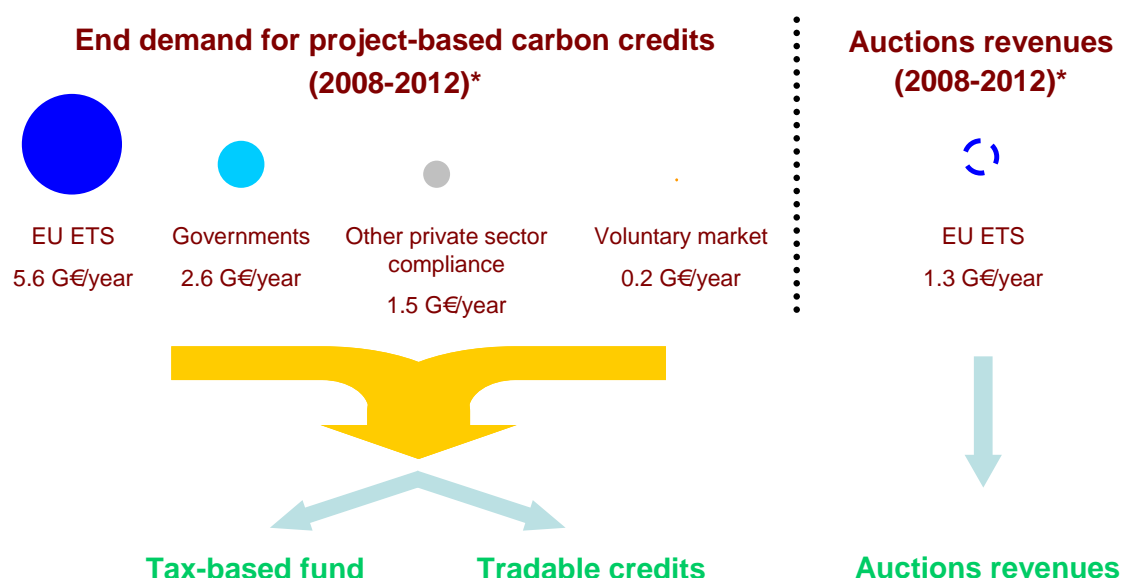 End demand for project-based carbon credits
(2008-2012)*
Auctions revenues
(2008-2012)*
EU ETS
5.6 G€/year
Governments
2.6 G€/year
Other private sector
compliance
1.5 G€/year
Voluntary market
0.2 G€/year
EU ETS
1.3 G€/year
Tax-based fund
Tradable credits
Auctions revenues